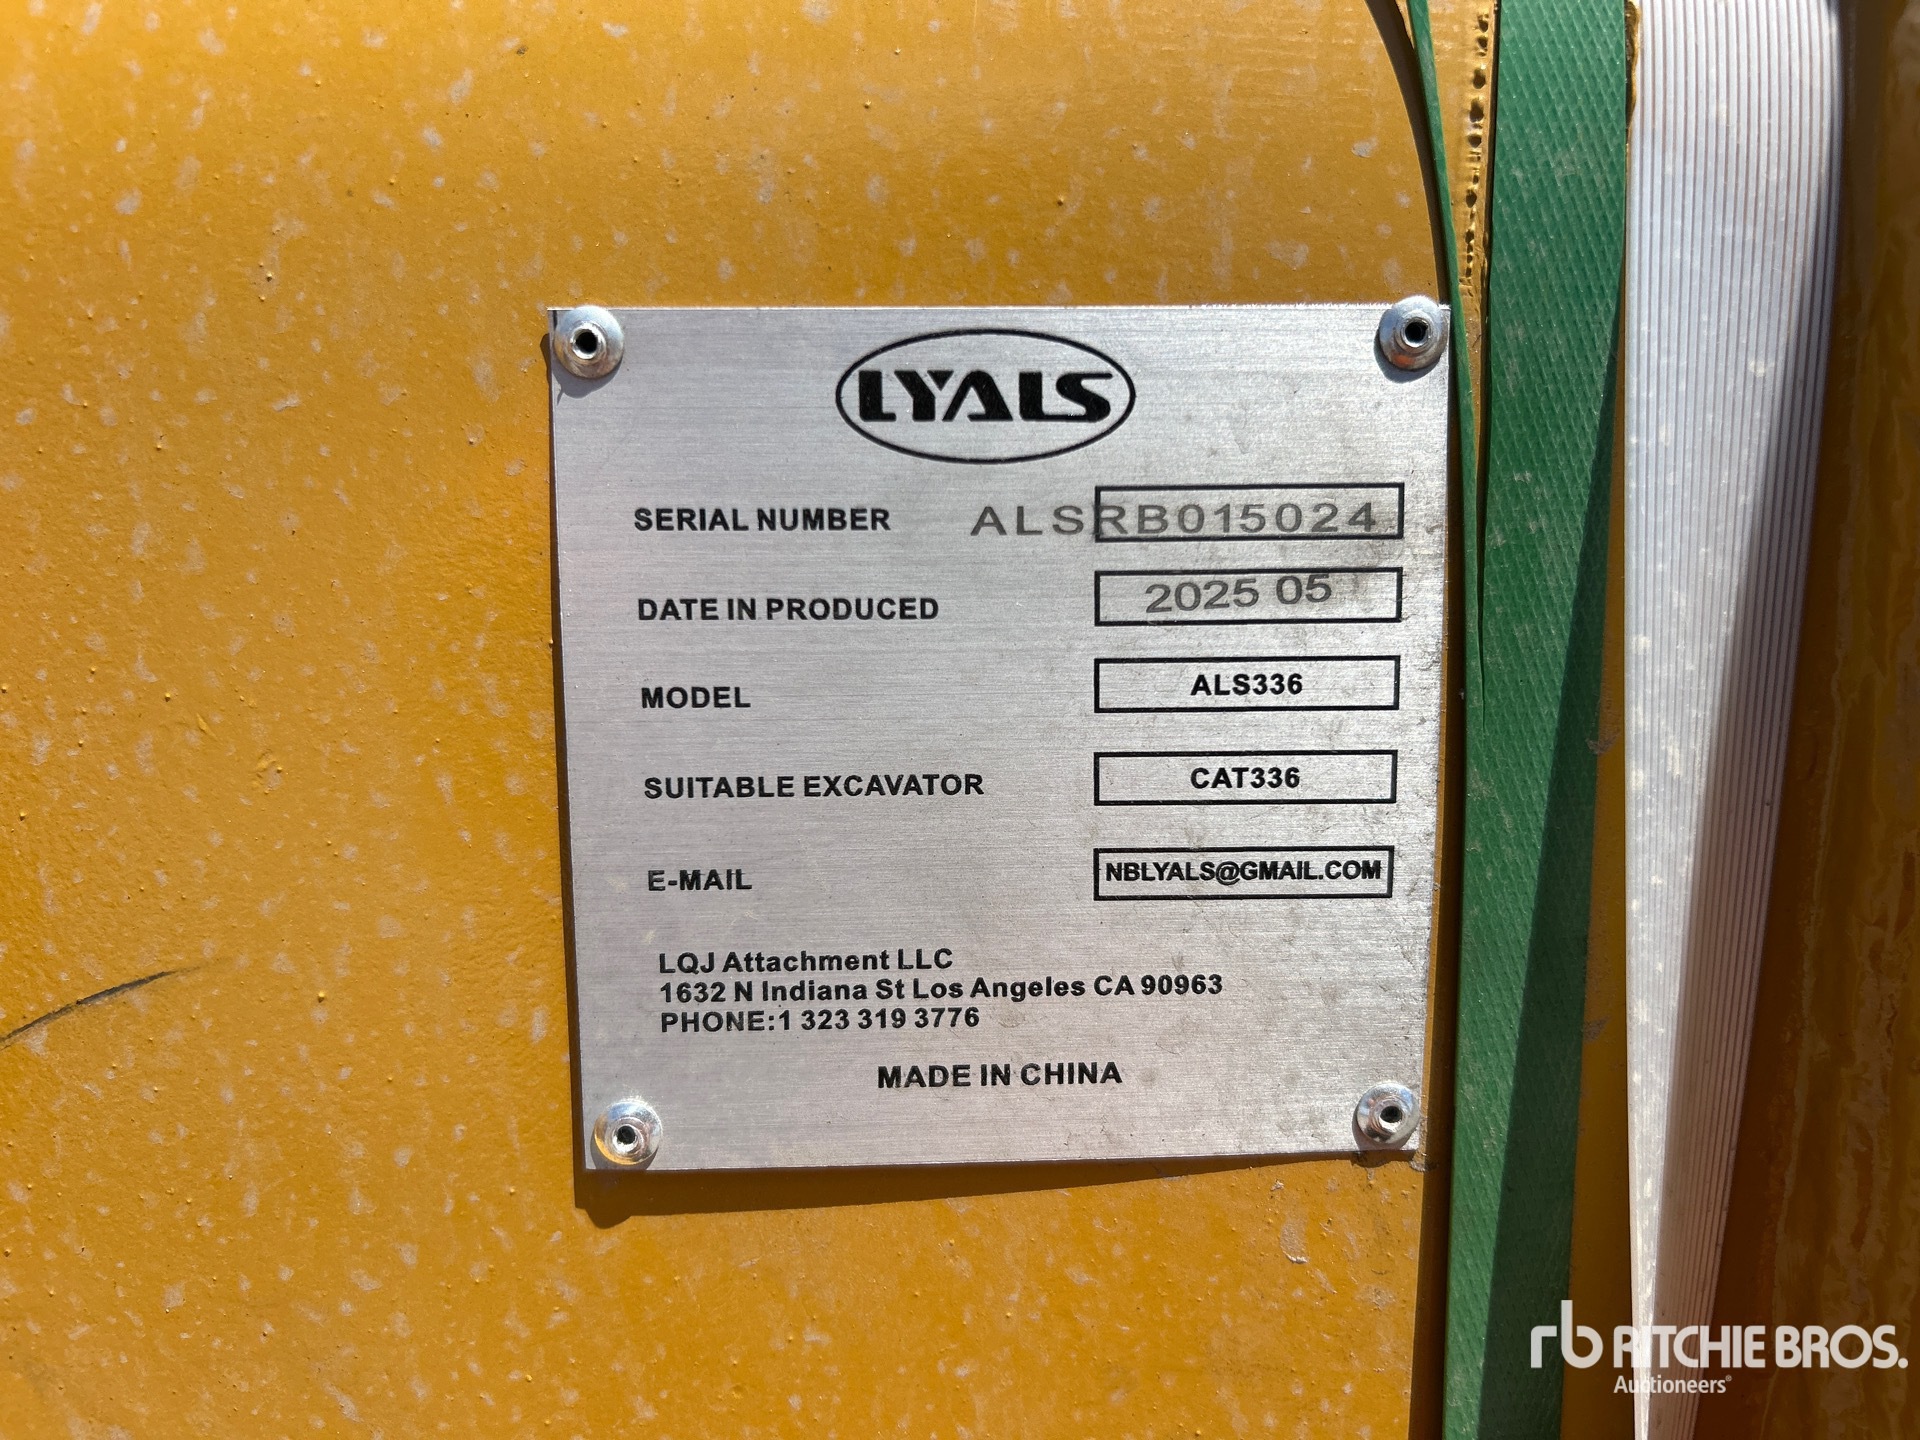 LYALS
SERIAL NUMBER ALSRB015024
DATE IN PRODUCED 2025 05
MODEL ALS336
SUITABLE EXCAVATOR CAT336
E-MAIL NBLYALS@GMAIL.COM
LQJ Attachment LLC
1632 N Indiana St Los Angeles CA 90963
PHONE:1 323 319 3776
MADE IN CHINA
rb RITCHIE BROS.
Auctioneers®